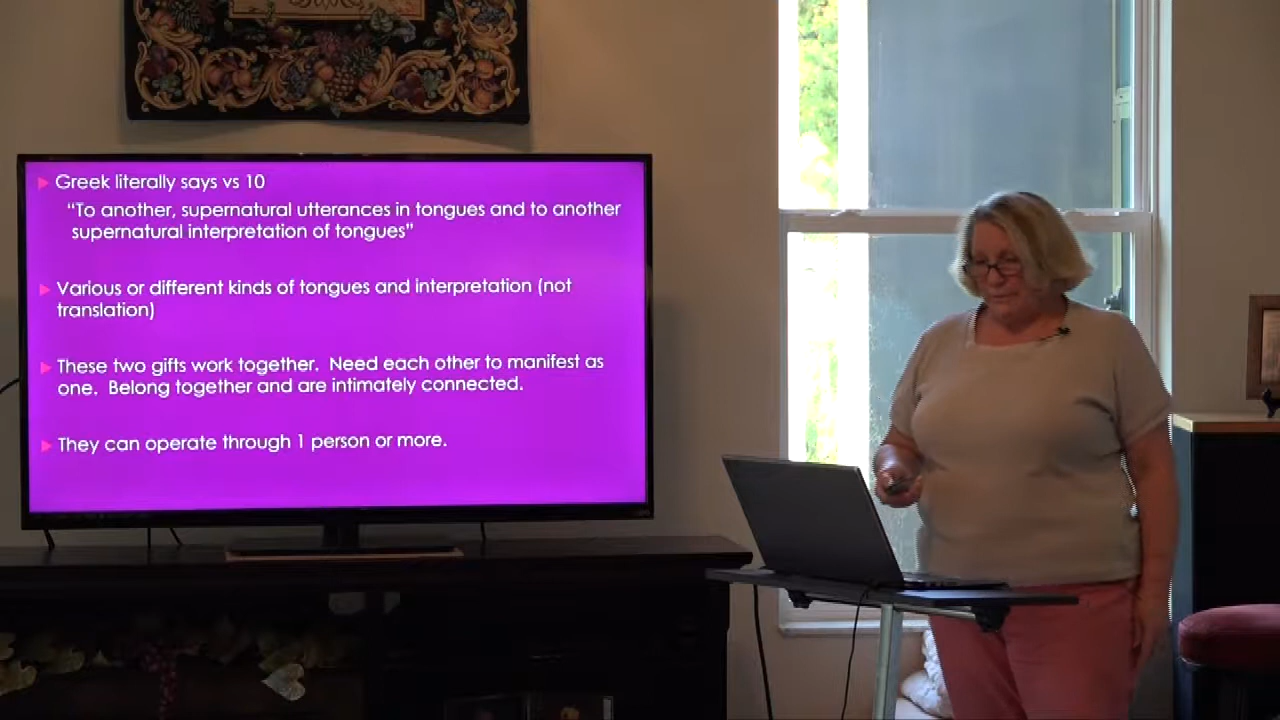 Greek literally says vs 10
“To another, supernatural utterances in tongues and to another
supernatural interpretation of tongues”
Various or different kinds of tongues and interpretation (not
translation)
These two gifts work together.  Need each other to manifest as
one.  Belong together and are intimately connected.
They can operate through 1 person or more.